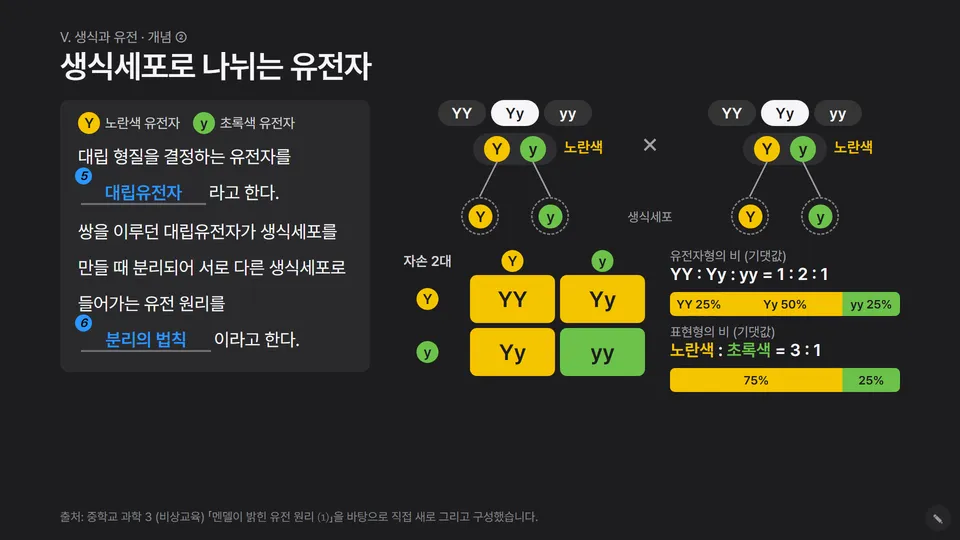 V. 생식과 유전 · 개념 ②
생식세포로 나뉘는 유전자
Y 노란색 유전자 y 초록색 유전자
대립 형질을 결정하는 유전자를
5
대립유전자 라고 한다.
쌍을 이루던 대립유전자가 생식세포를
만들 때 분리되어 서로 다른 생식세포로
들어가는 유전 원리를
6
분리의 법칙 이라고 한다.
YY Yy yy
Y y 노란색
×
YY Yy yy
Y y 노란색
Y y
생식세포
Y y
자손 2대
Y y
Y YY Yy
y Yy yy
유전자형의 비 (기댓값)
YY : Yy : yy = 1 : 2 : 1
YY 25% Yy 50% yy 25%
표현형의 비 (기댓값)
노란색 : 초록색 = 3 : 1
75% 25%
출처: 중학교 과학 3 (비상교육) 「멘델이 밝힌 유전 원리 (1)」을 바탕으로 직접 새로 그리고 구성했습니다.